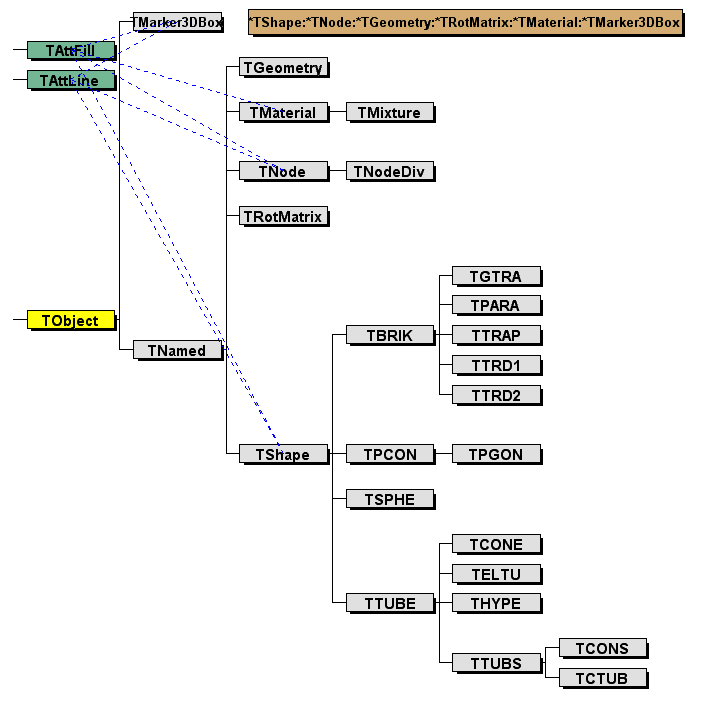 TMarker3DBox
*TShape:*TNode:*TGeometry:*TRotMatrix:*TMaterial:*TMarker3DBox
TAttFill
TAttLine
TGeometry
TMaterial
TMixture
TNode
TNodeDiv
TRotMatrix
TObject
TNamed
TShape
TBRIK
TGTRA
TPARA
TTRAP
TTRD1
TTRD2
TPCON
TPGON
TSPHE
TTUBE
TCONE
TELTU
THYPE
TTUBS
TCONS
TCTUB